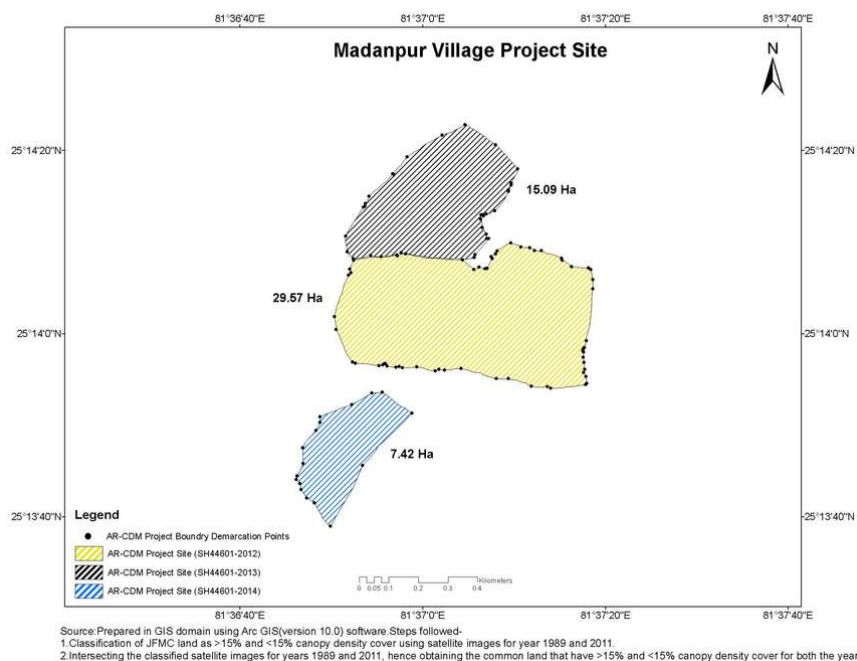 81°36'40"E 81°37'0"E 81°37'20"E 81°37'40"E
Madanpur Village Project Site
N
25°14'20"N 25°14'20"N
15.09 Ha
29.57 Ha
25°14'0"N 25°14'0"N
7.42 Ha
25°13'40"N 25°13'40"N
Legend
AR-CDM Project Boundry Demarcation Points
AR-CDM Project Site (SH44601-2012)
AR-CDM Project Site (SH44601-2013)
AR-CDM Project Site (SH44601-2014)
Kilometers
0 0.05 0.1 0.2 0.3 0.4
81°36'40"E 81°37'0"E 81°37'20"E 81°37'40"E
Source:Prepared in GIS domain using Arc GIS(version 10.0) software.Steps followed-
1.Classification of JFMC land as >15% and <15% canopy density cover using satellite images for year 1989 and 2011.
2.Intersecting the classified satellite images for years 1989 and 2011, hence obtaining the common land that have >15% and <15% canopy density cover for both the year